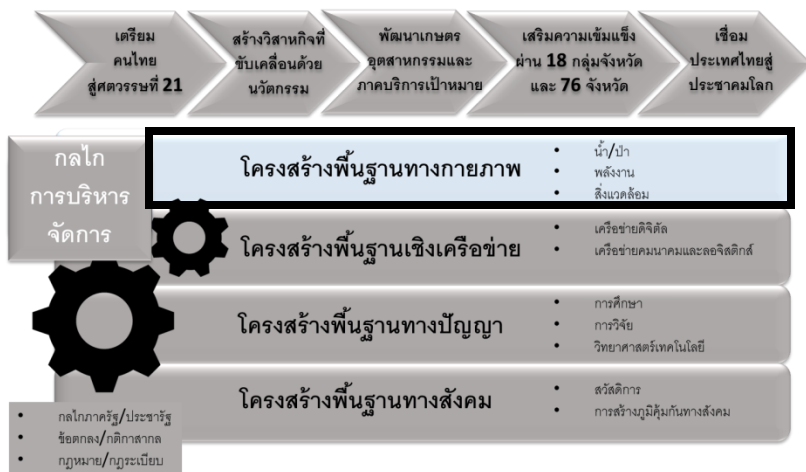 เตรียม
คนไทย
สู่ศตวรรษที่ 21
สร้างวิสาหกิจที่
ขับเคลื่อนด้วย
นวัตกรรม
พัฒนาเกษตร
อุตสาหกรรมและ
ภาคบริการเป้าหมาย
เสริมความเข้มแข็ง
ผ่าน 18 กลุ่มจังหวัด
และ 76 จังหวัด
เชื่อม
ประเทศไทยสู่
ประชาคมโลก
กลไก
การบริหาร
จัดการ
โครงสร้างพื้นฐานทางกายภาพ
• น้ำ/ป่า
• พลังงาน
• สิ่งแวดล้อม
โครงสร้างพื้นฐานเชิงเครือข่าย
• เครือข่ายดิจิตัล
• เครือข่ายคมนาคมและลอจิสติกส์
โครงสร้างพื้นฐานทางปัญญา
• การศึกษา
• การวิจัย
• วิทยาศาสตร์เทคโนโลยี
โครงสร้างพื้นฐานทางสังคม
• สวัสดิการ
• การสร้างภูมิคุ้มกันทางสังคม
• กลไกภาครัฐ/ประชารัฐ
• ข้อตกลง/กติกาสากล
• กฎหมาย/กฎระเบียบ